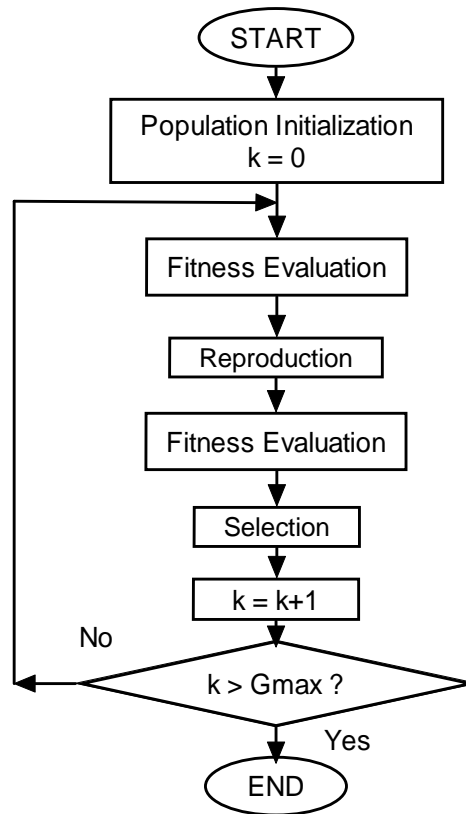 START
Population Initialization
k = 0
Fitness Evaluation
Reproduction
Fitness Evaluation
Selection
k = k+1
No
k > Gmax ?
Yes
END